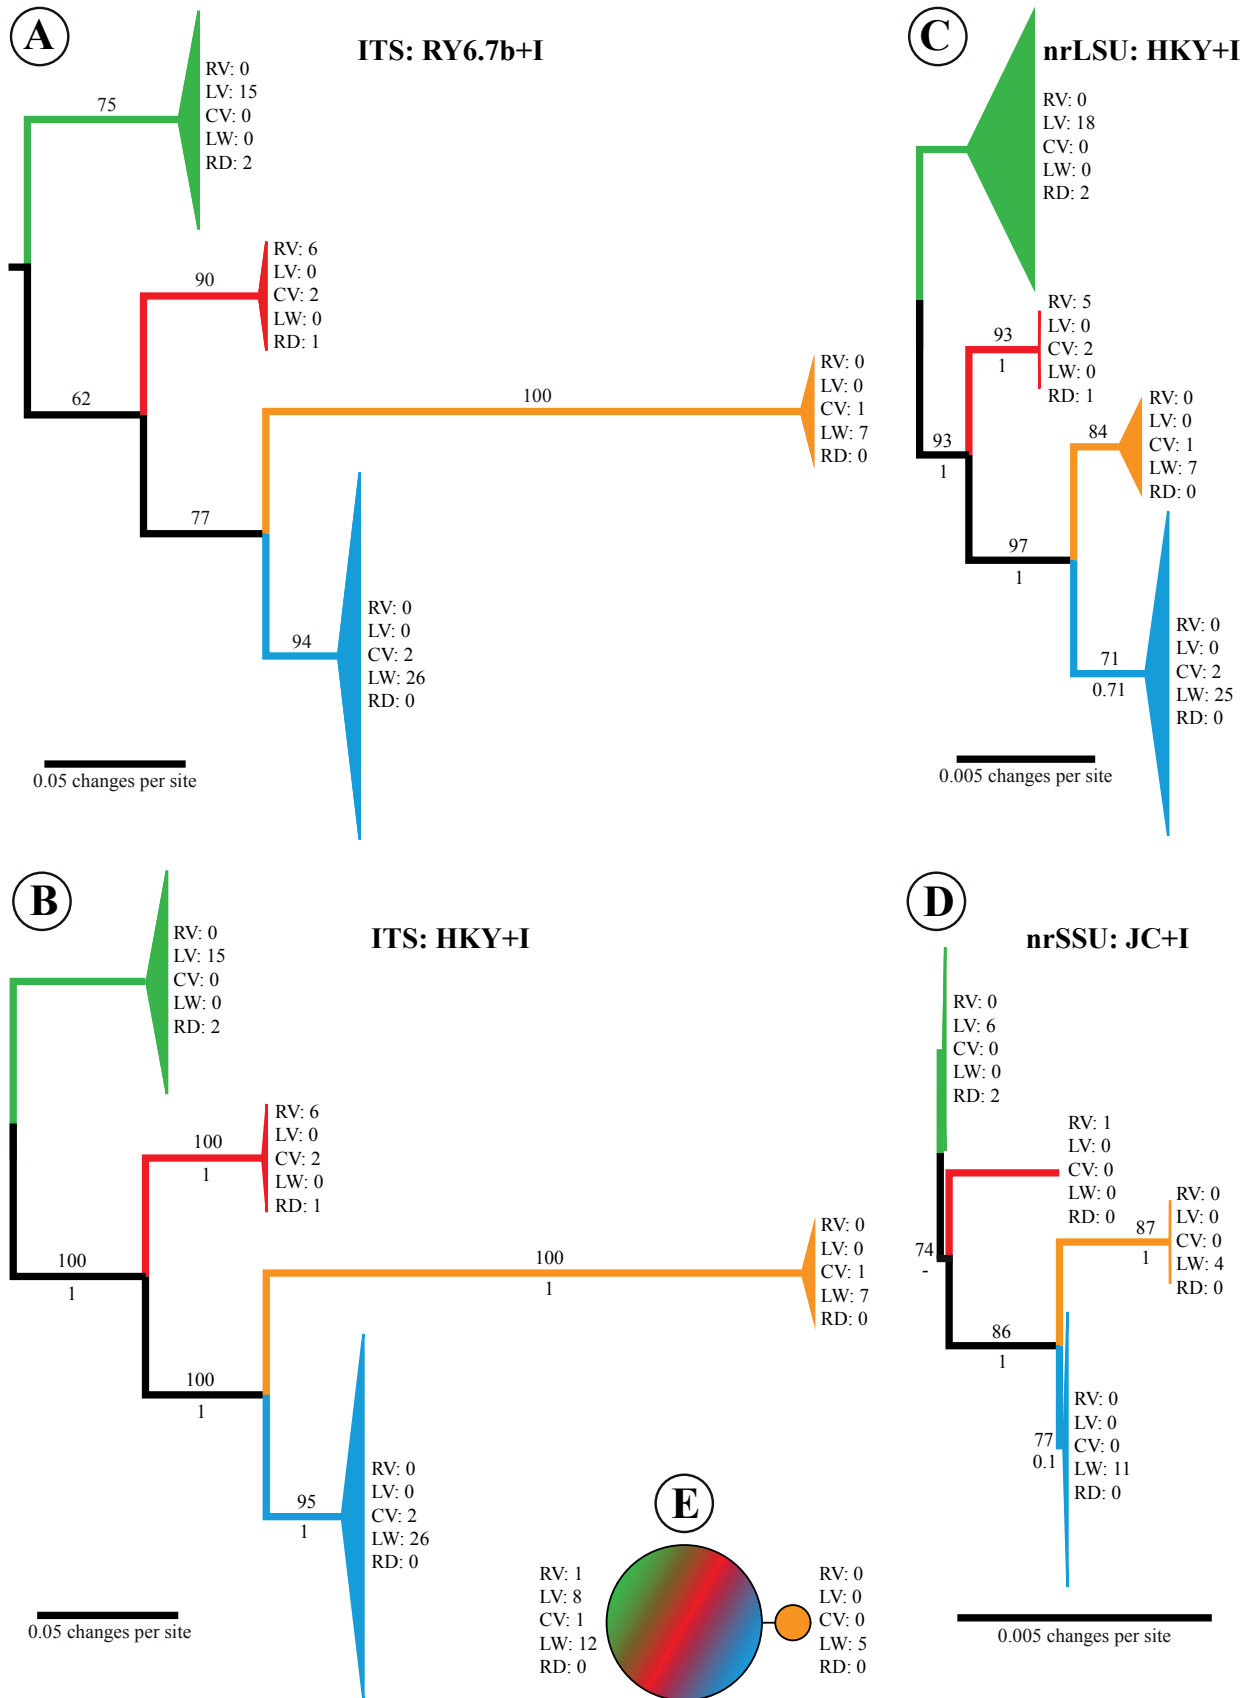 A
ITS: RY6.7b+I
75
RV: 0
LV: 15
CV: 0
LW: 0
RD: 2
90
RV: 6
LV: 0
CV: 2
LW: 0
RD: 1
62
100
RV: 0
LV: 0
CV: 1
LW: 7
RD: 0
77
94
RV: 0
LV: 0
CV: 2
LW: 26
RD: 0
0.05 changes per site
C
nrLSU: HKY+I
RV: 0
LV: 18
CV: 0
LW: 0
RD: 2
93
1
RV: 5
LV: 0
CV: 2
LW: 0
RD: 1
93
1
84
RV: 0
LV: 0
CV: 1
LW: 7
RD: 0
97
1
71
0.71
RV: 0
LV: 0
CV: 2
LW: 25
RD: 0
0.005 changes per site
B
ITS: HKY+I
RV: 0
LV: 15
CV: 0
LW: 0
RD: 2
100
1
RV: 6
LV: 0
CV: 2
LW: 0
RD: 1
100
1
100
1
RV: 0
LV: 0
CV: 1
LW: 7
RD: 0
100
1
95
1
RV: 0
LV: 0
CV: 2
LW: 26
RD: 0
0.05 changes per site
D
nrSSU: JC+I
RV: 0
LV: 6
CV: 0
LW: 0
RD: 2
RV: 1
LV: 0
CV: 0
LW: 0
RD: 0
74
-
87
1
RV: 0
LV: 0
CV: 0
LW: 4
RD: 0
86
1
77
0.1
RV: 0
LV: 0
CV: 0
LW: 11
RD: 0
0.005 changes per site
E
RV: 1
LV: 8
CV: 1
LW: 12
RD: 0
RV: 0
LV: 0
CV: 0
LW: 5
RD: 0